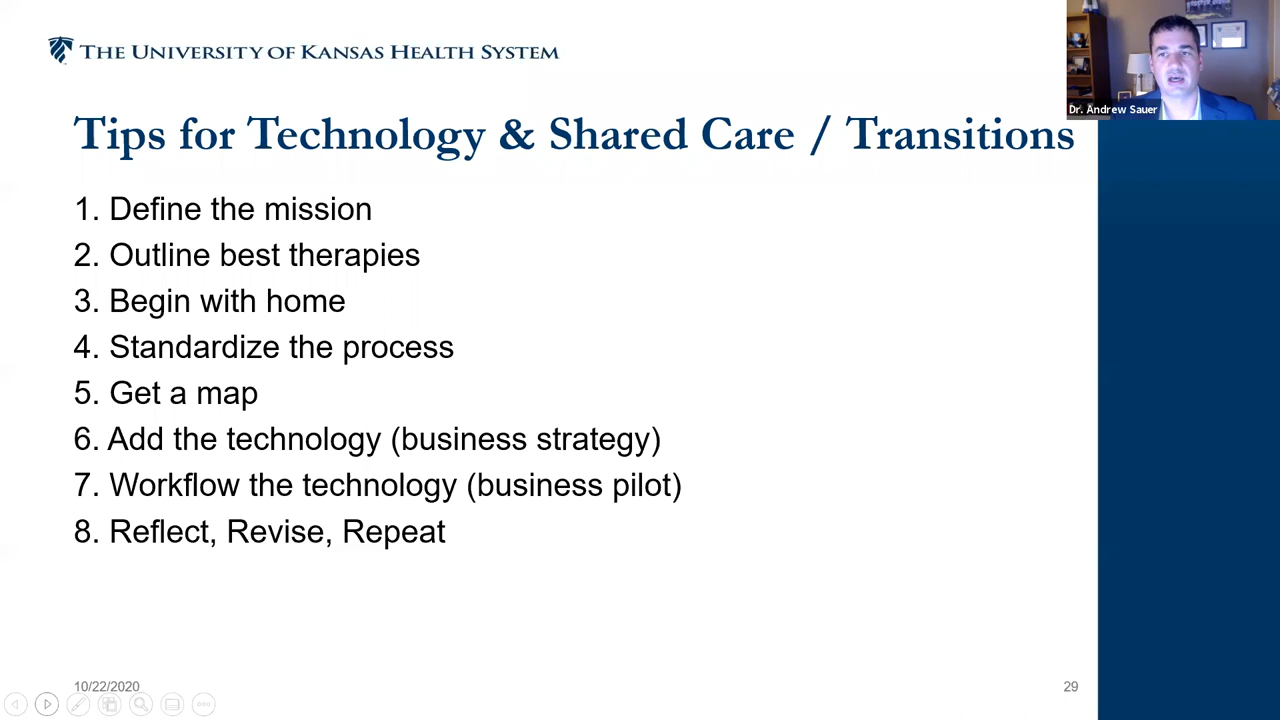 THE UNIVERSITY OF KANSAS HEALTH SYSTEM
Dr. Andrew Sauer
Tips for Technology & Shared Care / Transitions
1. Define the mission
2. Outline best therapies
3. Begin with home
4. Standardize the process
5. Get a map
6. Add the technology (business strategy)
7. Workflow the technology (business pilot)
8. Reflect, Revise, Repeat
10/22/2020
29